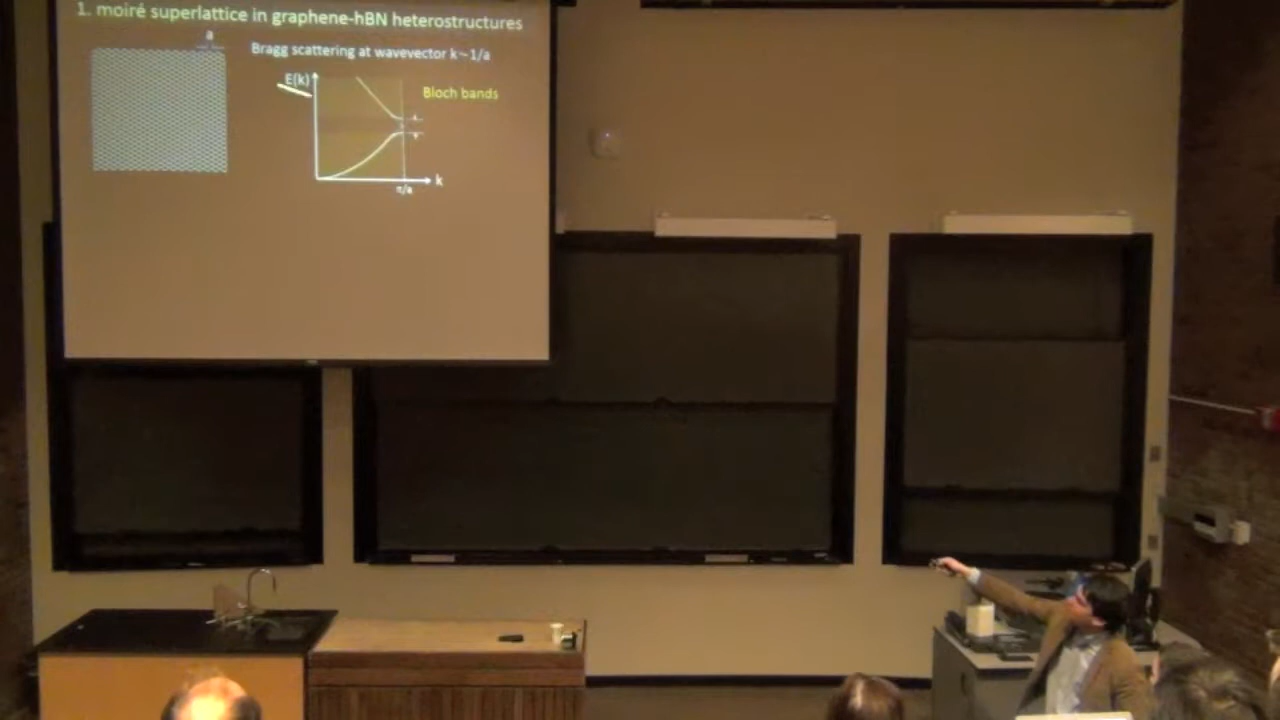 1. moiré superlattice in graphene-hBN heterostructures
a
Bragg scattering at wavevector k~1/a
E(k)
Bloch bands
k
π/a